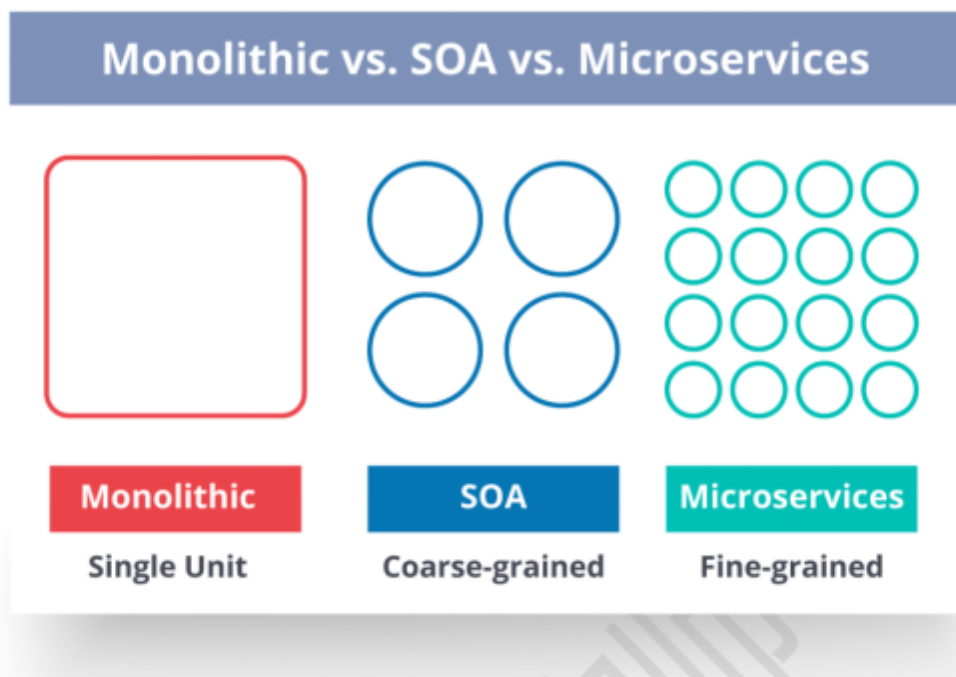 Monolithic vs. SOA vs. Microservices
Monolithic
SOA
Microservices
Single Unit
Coarse-grained
Fine-grained